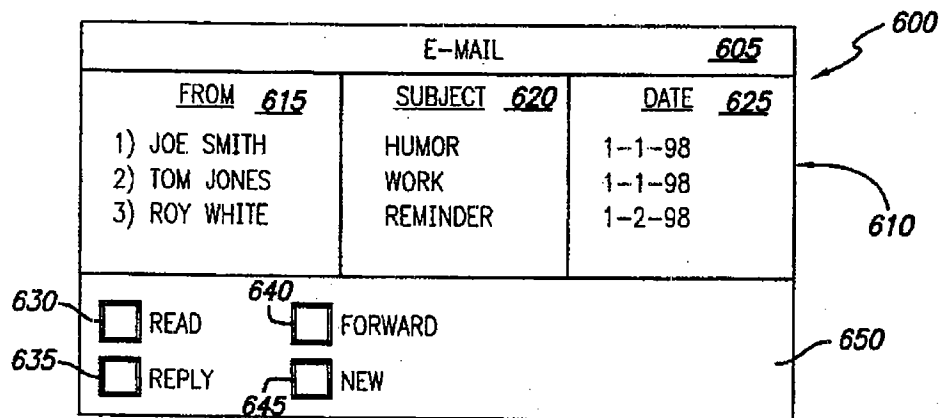 600
E-MAIL 605
FROM 615 SUBJECT 620 DATE 625
1) JOE SMITH HUMOR 1-1-98
2) TOM JONES WORK 1-1-98
3) ROY WHITE REMINDER 1-2-98
610
630 READ 640 FORWARD
650
635 REPLY 645 NEW